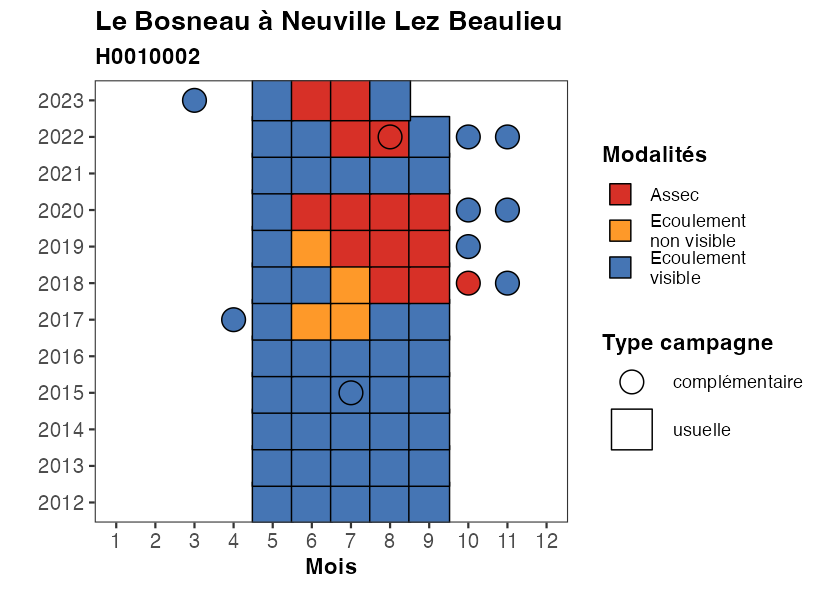 Le Bosneau à Neuville Lez Beaulieu
H0010002
2023
2022
2021
2020
2019
2018
2017
2016
2015
2014
2013
2012
1 2 3 4 5 6 7 8 9 10 11 12
Mois
Modalités
Assec
Ecoulement
non visible
Ecoulement
visible
Type campagne
complémentaire
usuelle